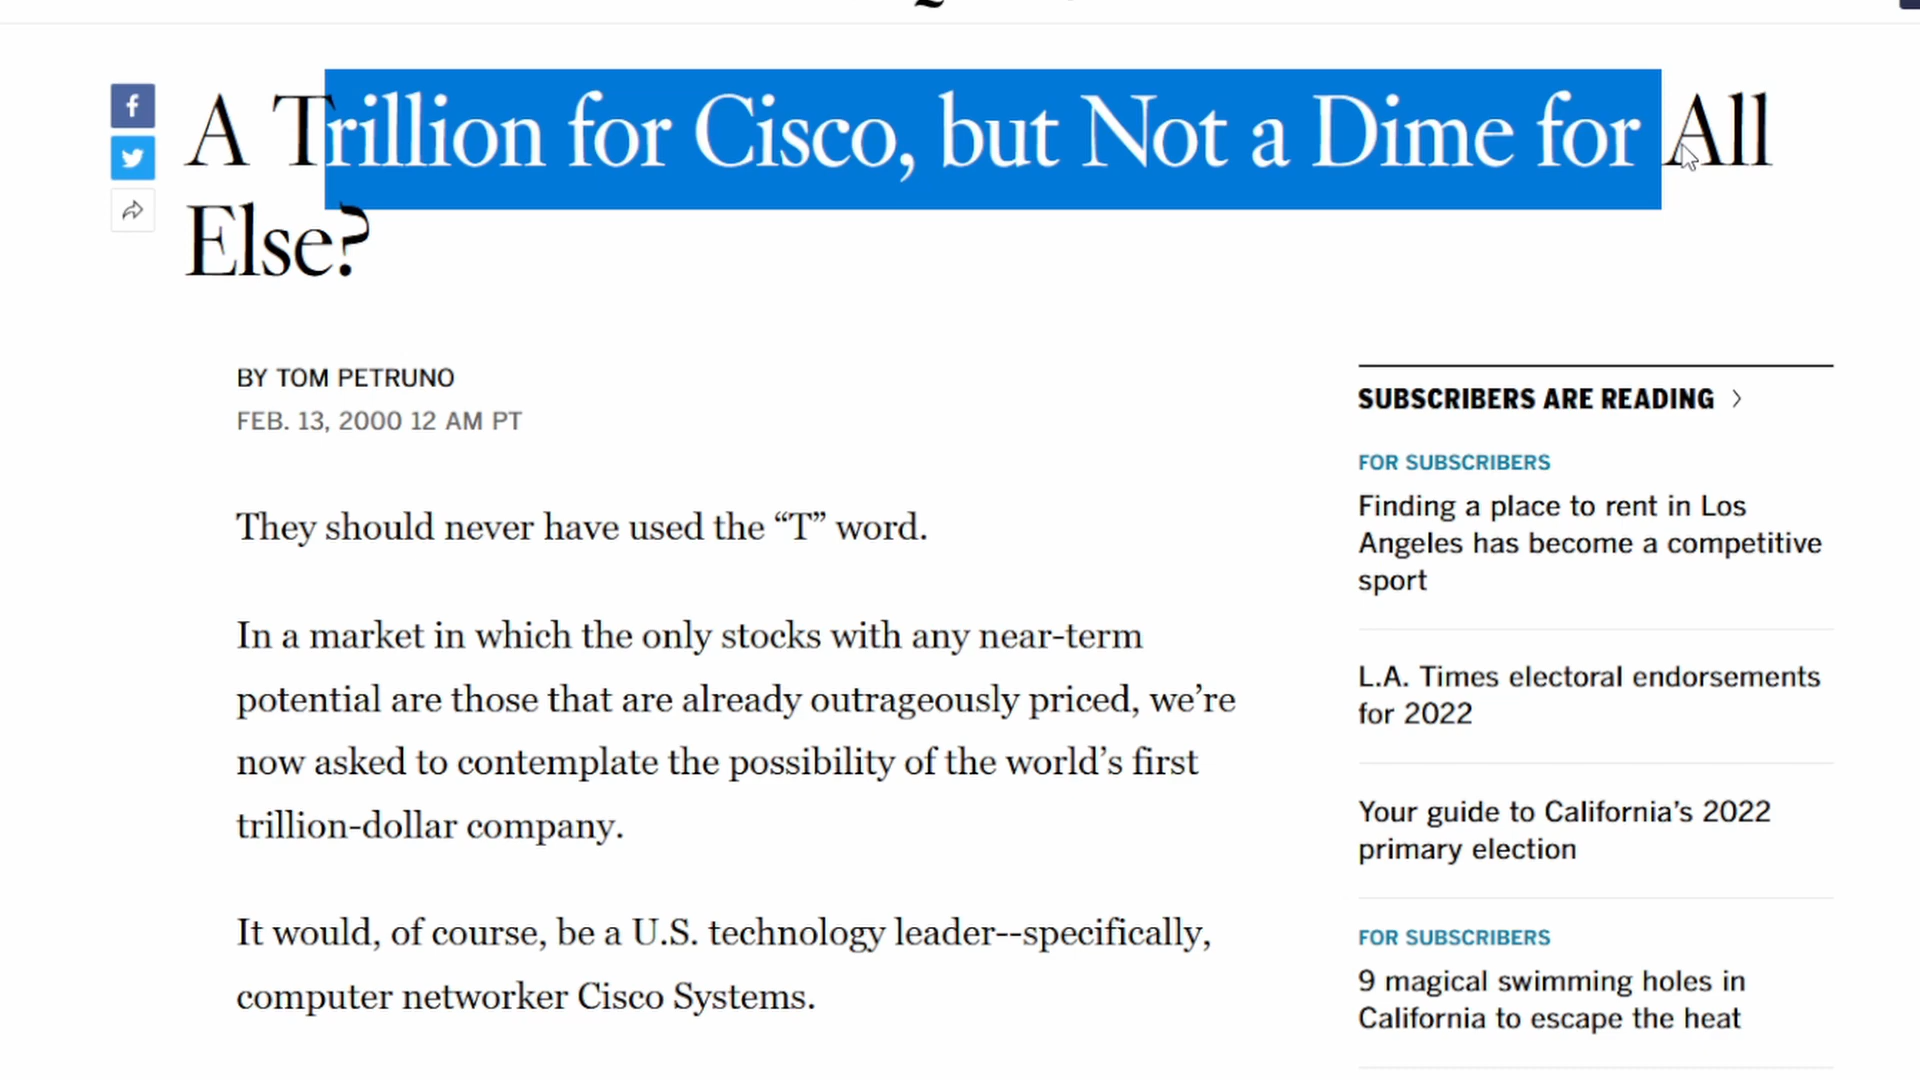 A Trillion for Cisco, but Not a Dime for All
Else?
BY TOM PETRUNO
FEB. 13, 2000 12 AM PT
They should never have used the “T” word.
In a market in which the only stocks with any near-term
potential are those that are already outrageously priced, we’re
now asked to contemplate the possibility of the world’s first
trillion-dollar company.
It would, of course, be a U.S. technology leader--specifically,
computer networker Cisco Systems.
SUBSCRIBERS ARE READING
FOR SUBSCRIBERS
Finding a place to rent in Los
Angeles has become a competitive
sport
L.A. Times electoral endorsements
for 2022
Your guide to California’s 2022
primary election
FOR SUBSCRIBERS
9 magical swimming holes in
California to escape the heat